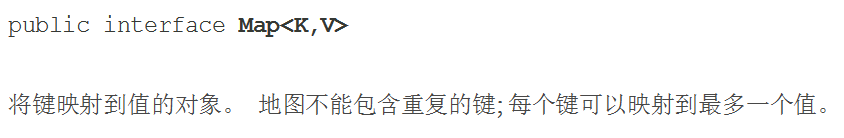 public interface Map<K,V>
将键映射到值的对象。 地图不能包含重复的键; 每个键可以映射到最多一个值。